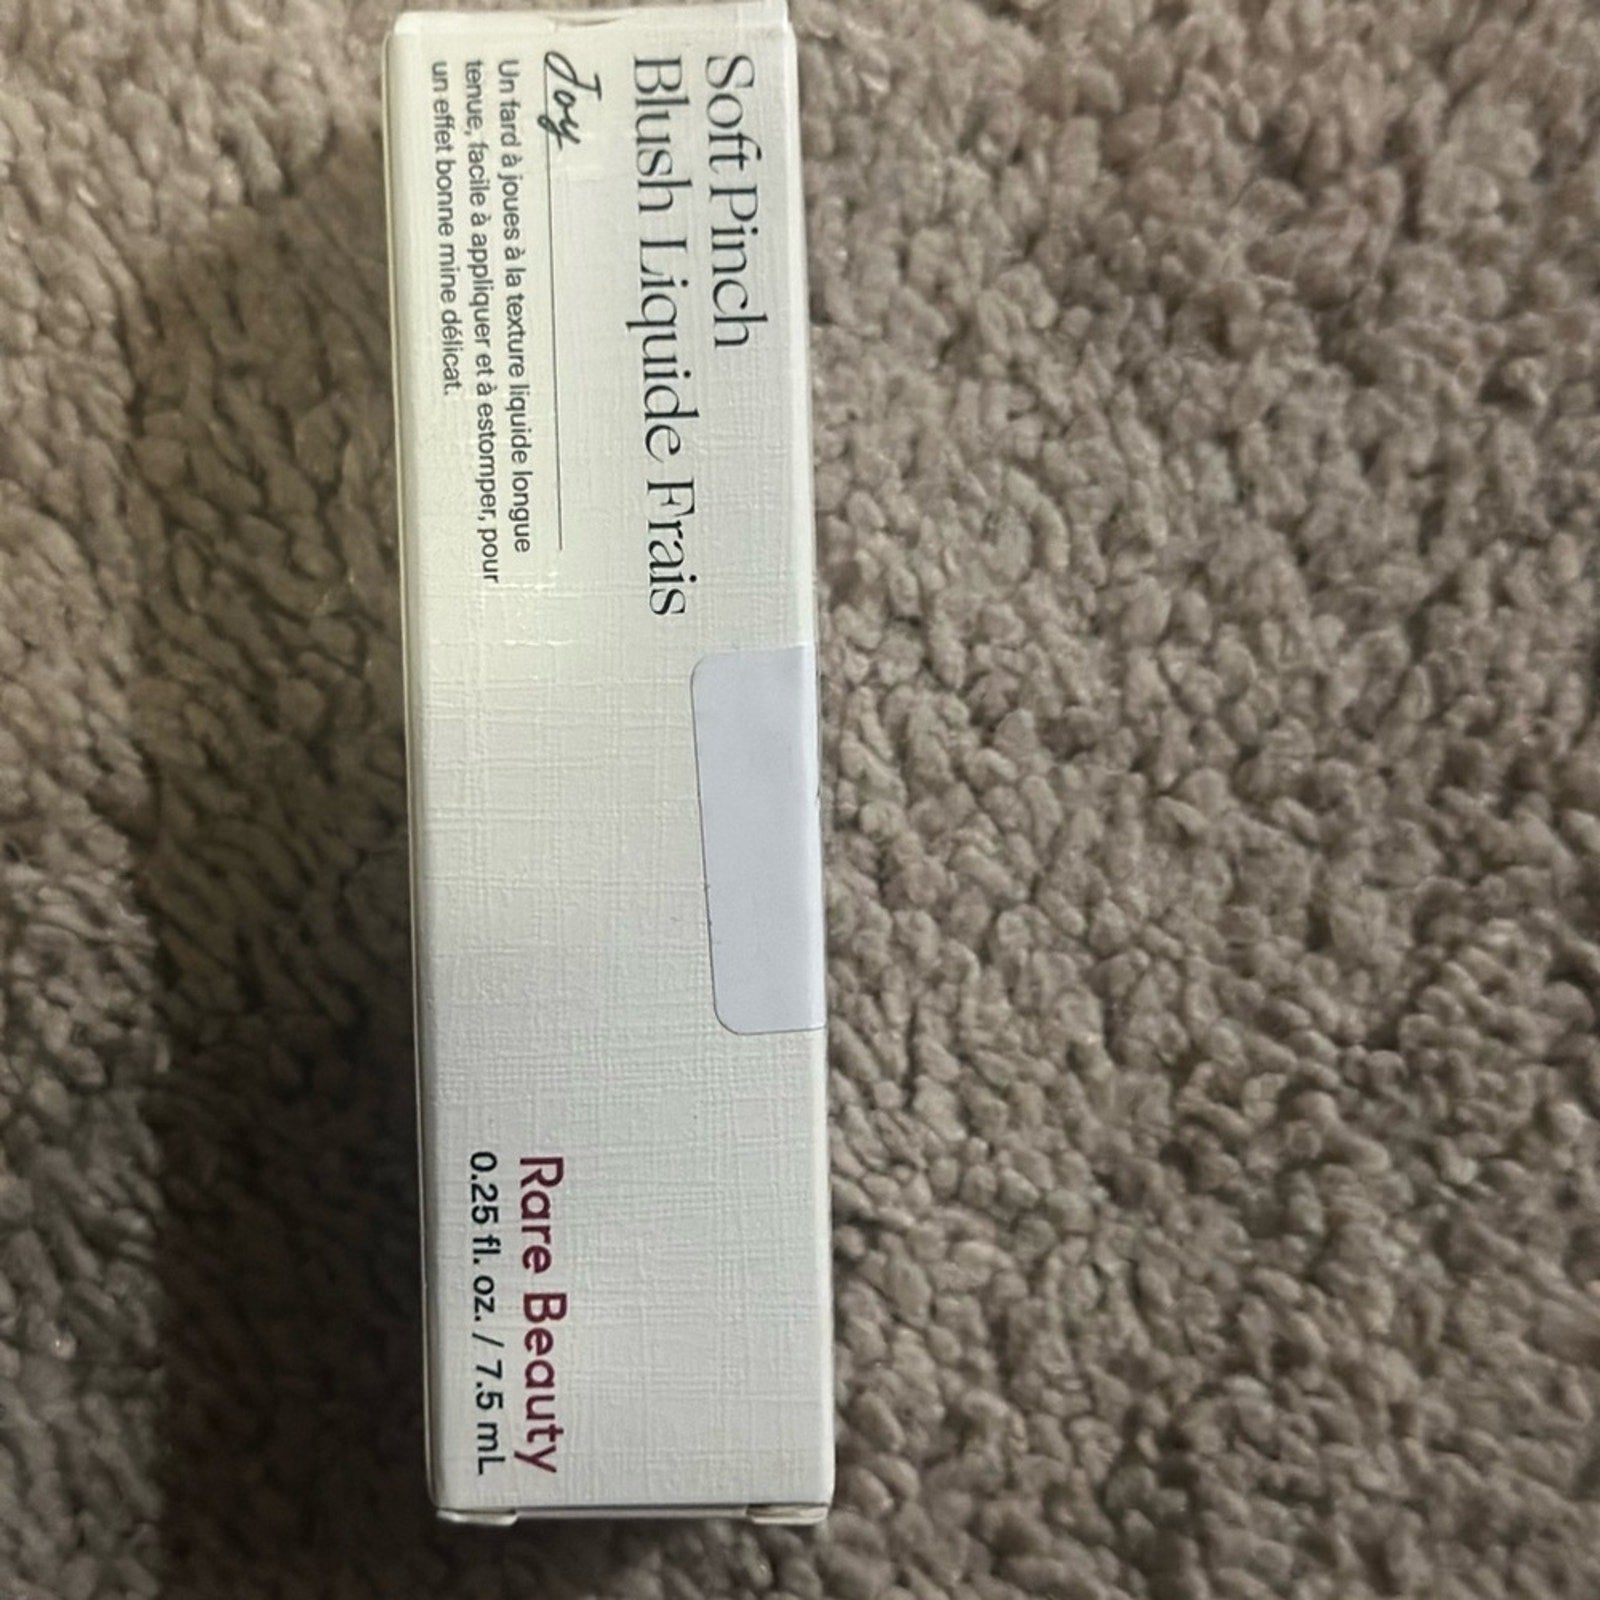 Soft Pinch
Blush Liquide Frais
Joy
Un fard à joues à la texture liquide longue
tenue, facile à appliquer et à estomper, pour
un effet bonne mine délicat.
Rare Beauty
0.25 fl. oz. / 7.5 mL